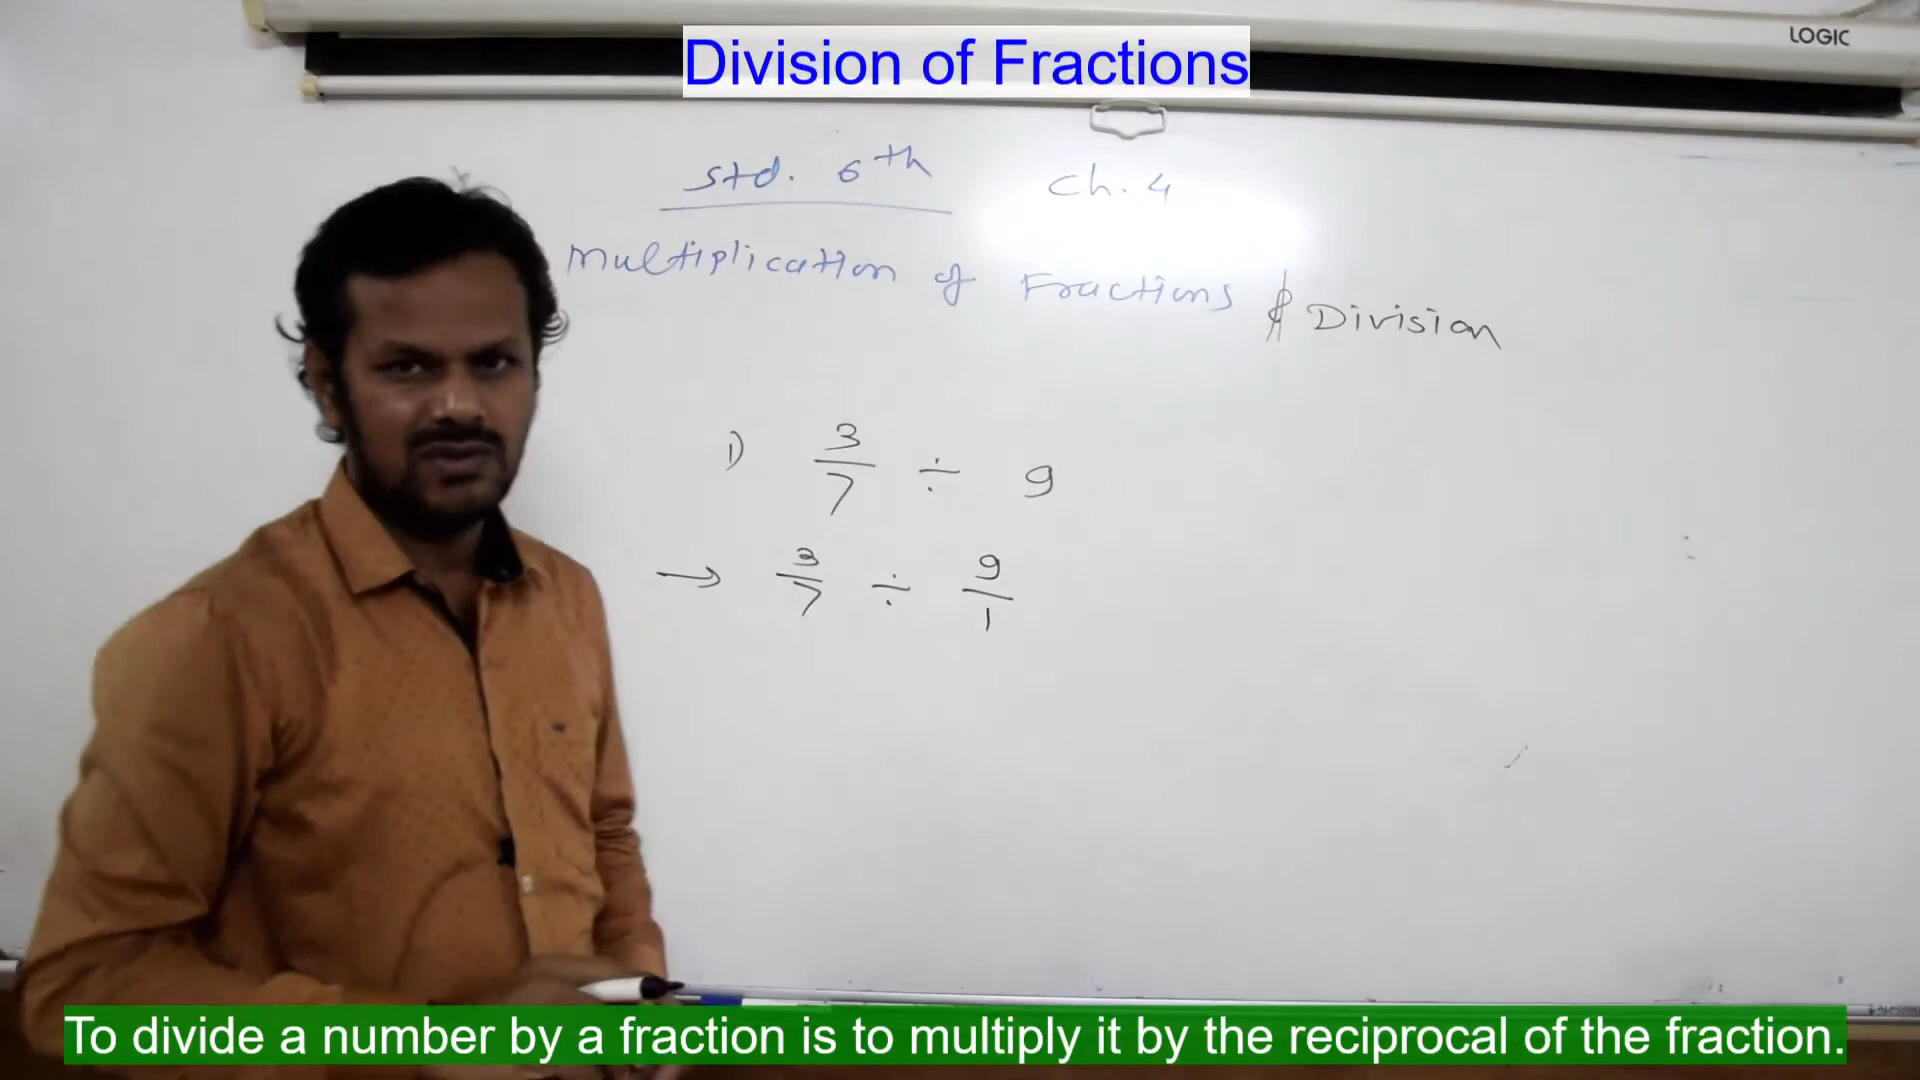 LOGIC
Division of Fractions
Std. 6th Ch. 4
Multiplication of Fractions & Division
1) 3/7 ÷ 9
→ 3/7 ÷ 9/1
To divide a number by a fraction is to multiply it by the reciprocal of the fraction.